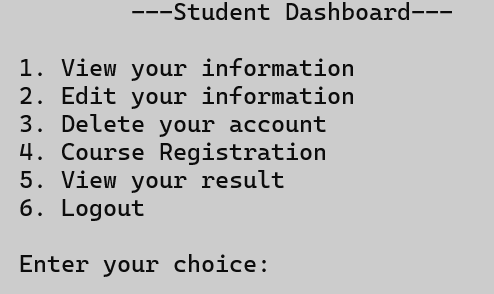 ---Student Dashboard---
1. View your information
2. Edit your information
3. Delete your account
4. Course Registration
5. View your result
6. Logout
Enter your choice: